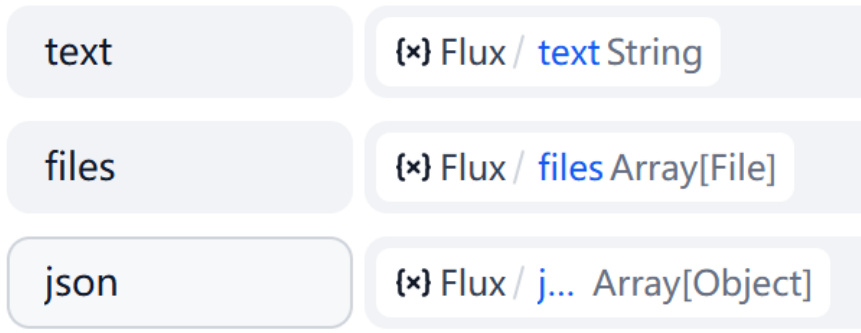 text {x} Flux / text String
files {x} Flux / files Array[File]
json {x} Flux / j... Array[Object]